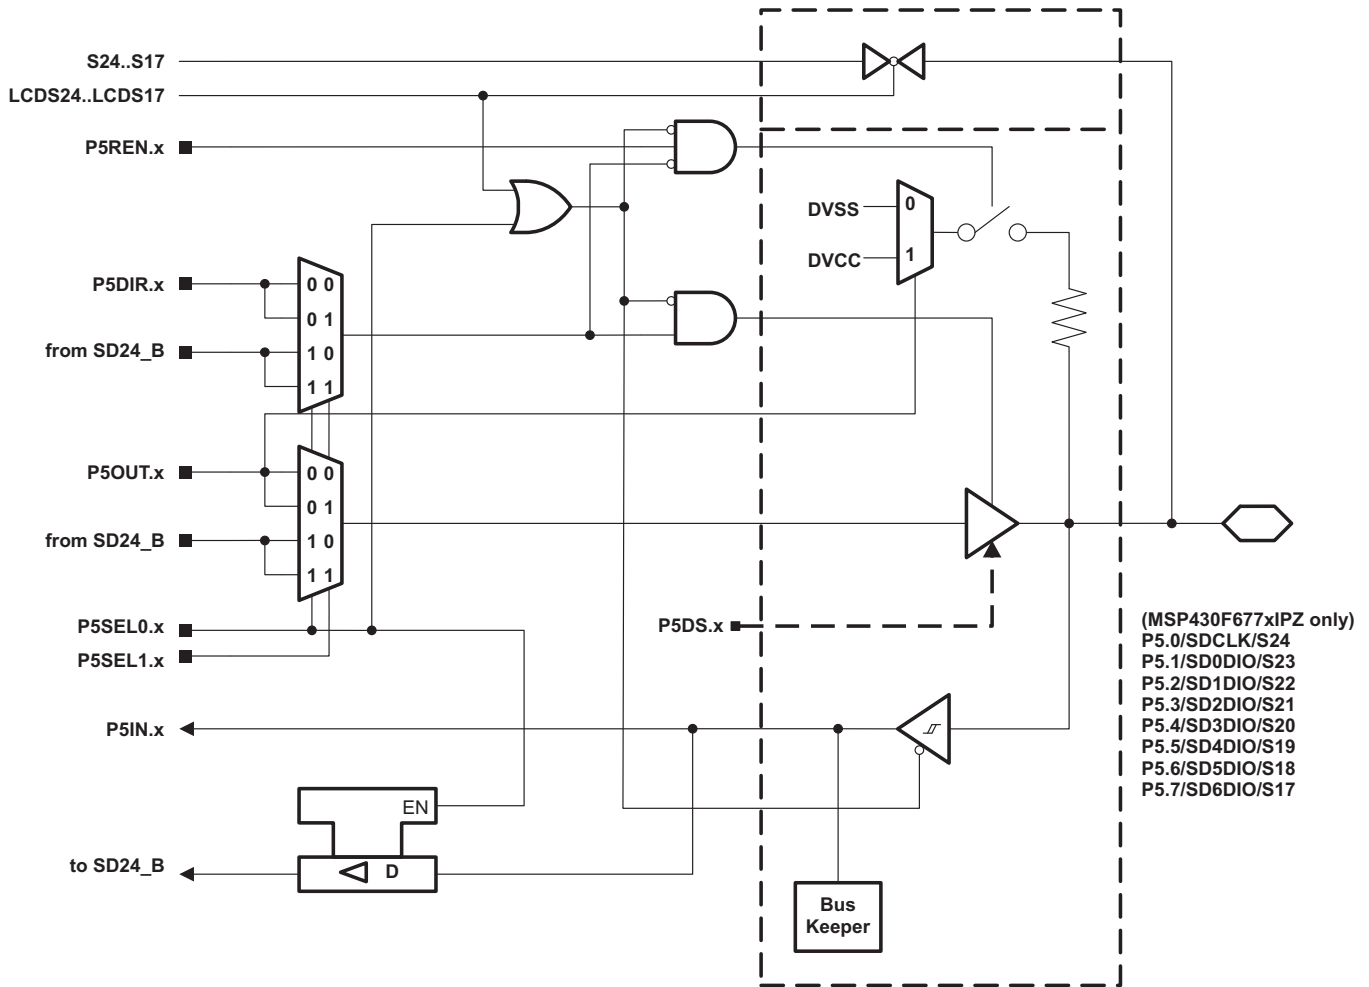 S24..S17
LCDS24..LCDS17
P5REN.x
DVSS
0
DVCC
1
P5DIR.x
0 0
0 1
from SD24_B
1 0
1 1
P5OUT.x
0 0
0 1
from SD24_B
1 0
1 1
P5SEL0.x
P5SEL1.x
P5DS.x
(MSP430F677xIPZ only)
P5.0/SDCLK/S24
P5.1/SD0DIO/S23
P5.2/SD1DIO/S22
P5.3/SD2DIO/S21
P5.4/SD3DIO/S20
P5.5/SD4DIO/S19
P5.6/SD5DIO/S18
P5.7/SD6DIO/S17
P5IN.x
EN
to SD24_B
D
Bus
Keeper